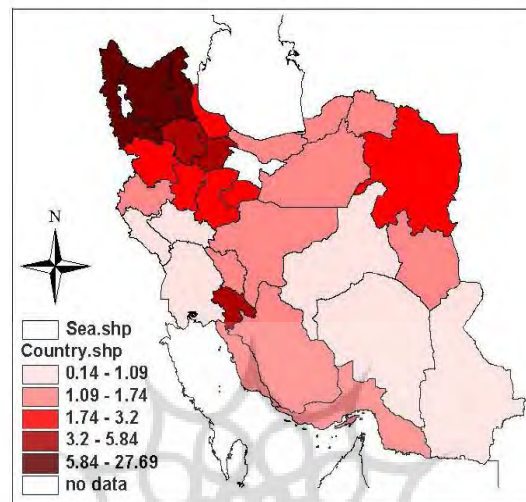 N
Sea.shp
Country.shp
0.14 - 1.09
1.09 - 1.74
1.74 - 3.2
3.2 - 5.84
5.84 - 27.69
no data